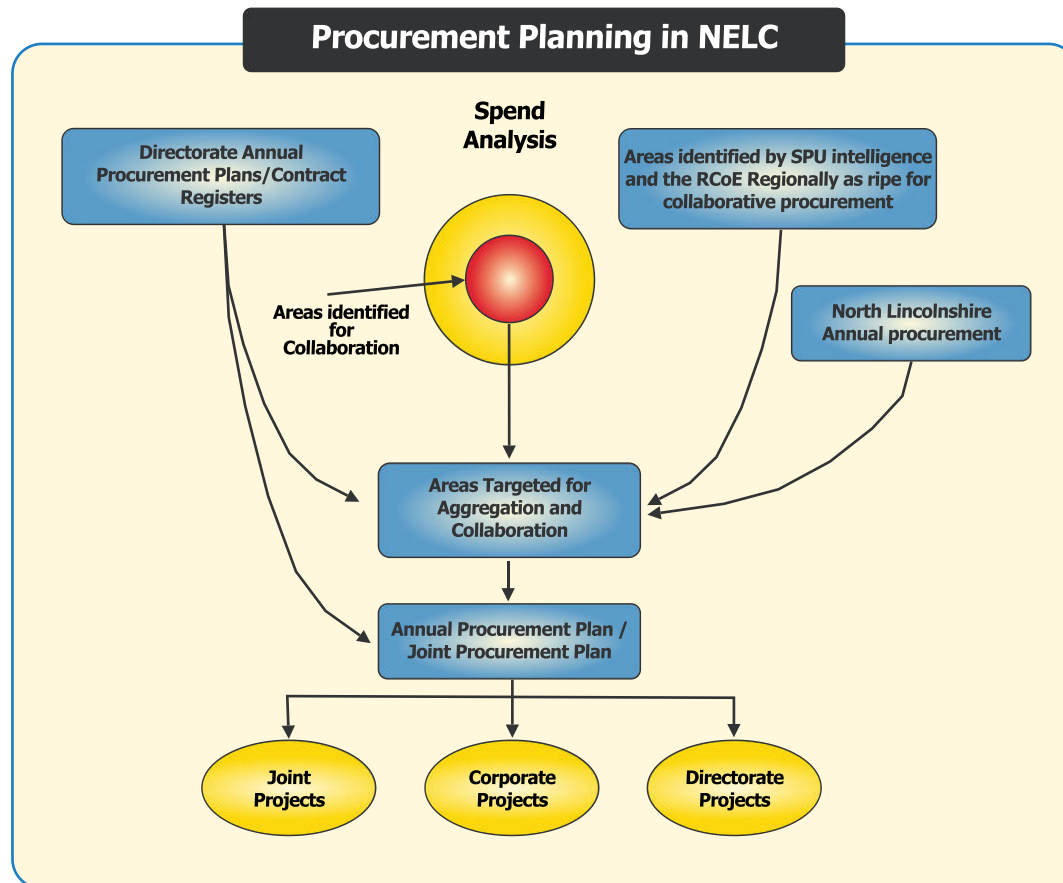 Procurement Planning in NELC
Spend
Analysis
Directorate Annual
Procurement Plans/Contract
Registers
Areas identified by SPU intelligence
and the RCoE Regionally as ripe for
collaborative procurement
Areas identified
for
Collaboration
North Lincolnshire
Annual procurement
Areas Targeted for
Aggregation and
Collaboration
Annual Procurement Plan /
Joint Procurement Plan
Joint
Projects
Corporate
Projects
Directorate
Projects